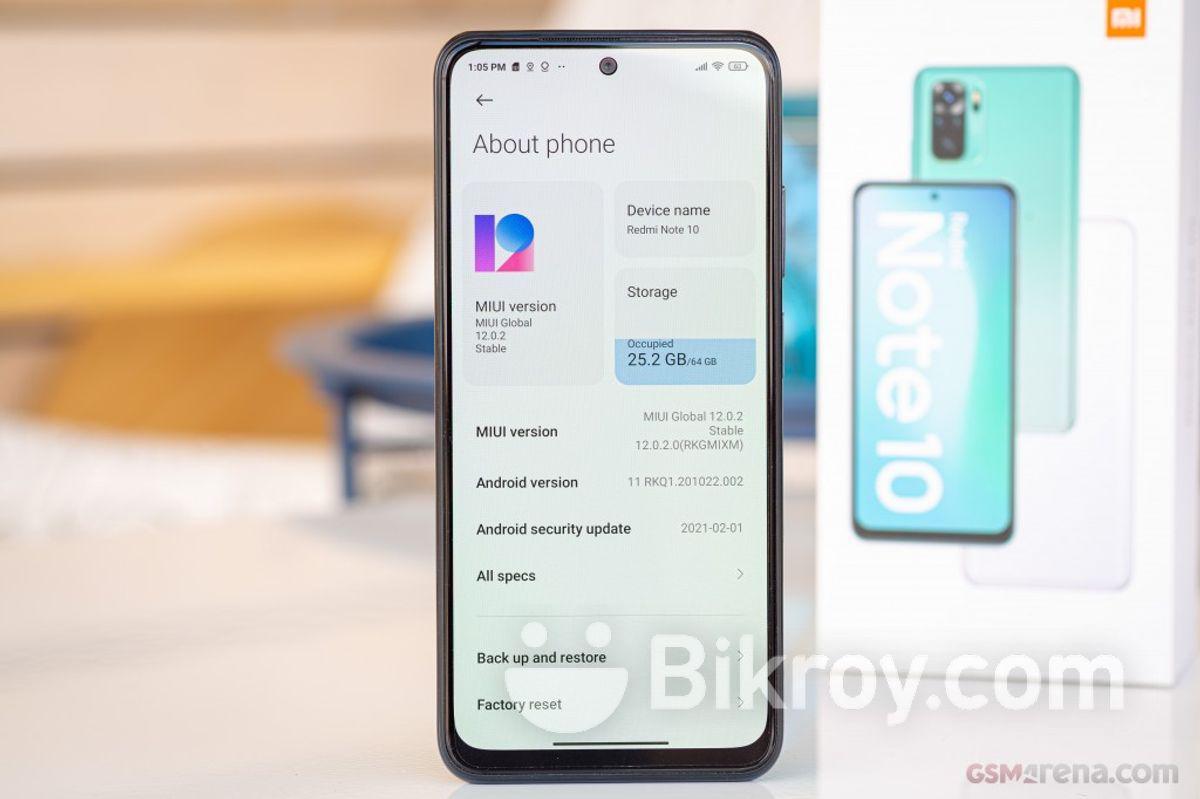 1:05 PM
60
About phone
12
MIUI version
MIUI Global
12.0.2
Stable
Device name
Redmi Note 10
Storage
Occupied
25.2 GB/64 GB
MIUI version
MIUI Global 12.0.2
Stable
12.0.2.0(RKGMIXM)
Android version
11 RKQ1.201022.002
Android security update
2021-02-01
All specs
Back up and restore
Factory reset
mi
Redmi
Note 10
Bikroy.com
GSMArena.com